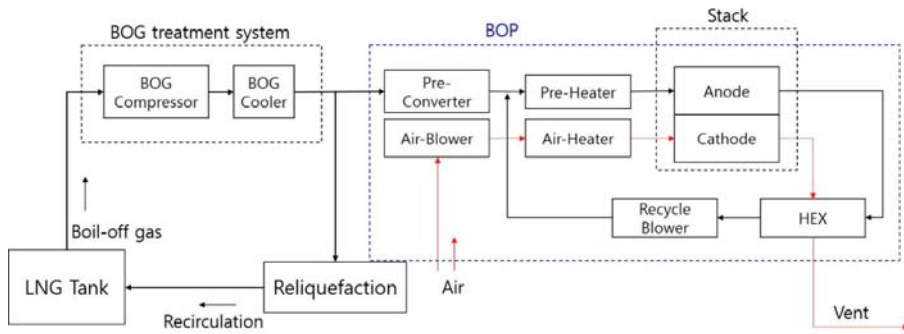 Stack
BOG treatment system
BOP
BOG
Compressor
BOG
Cooler
Pre-
Converter
Pre-Heater
Anode
Air-Blower
Air-Heater
Cathode
Recycle
Blower
HEX
Boil-off gas
LNG Tank
Reliquefaction
Air
Recirculation
Vent